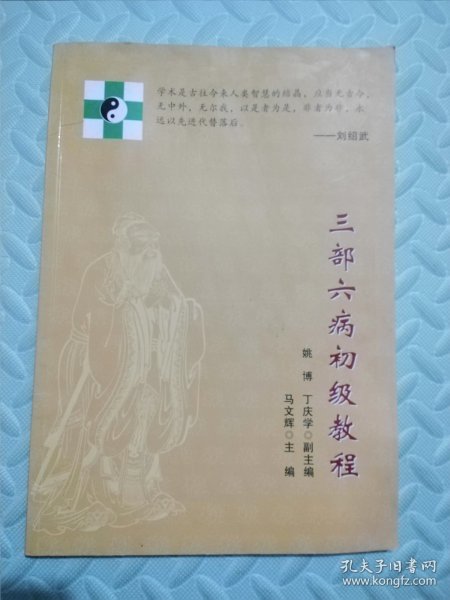 学术是古往今来人类智慧的结晶，应当无古今，
无中外，无尔我，以是者为是，非者为非，永
远以先进代替落后。
——刘绍武
三部六病初级教程
姚博 丁庆学◎副主编
马文辉◎主编
孔夫子旧书网
www.kongfz.com